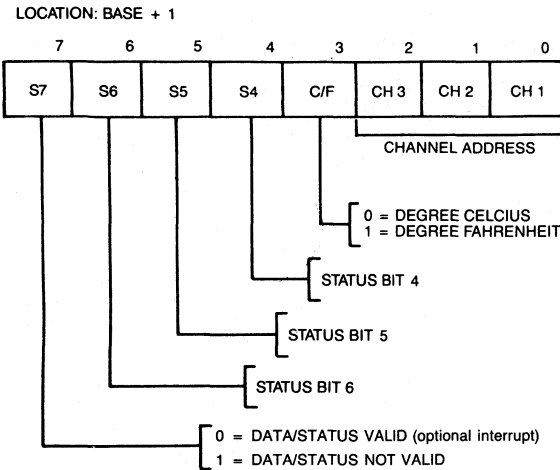 LOCATION: BASE + 1
7 6 5 4 3 2 1 0
S7 S6 S5 S4 C/F CH 3 CH 2 CH 1
CHANNEL ADDRESS
0 = DEGREE CELCIUS
1 = DEGREE FAHRENHEIT
STATUS BIT 4
STATUS BIT 5
STATUS BIT 6
0 = DATA/STATUS VALID (optional interrupt)
1 = DATA/STATUS NOT VALID